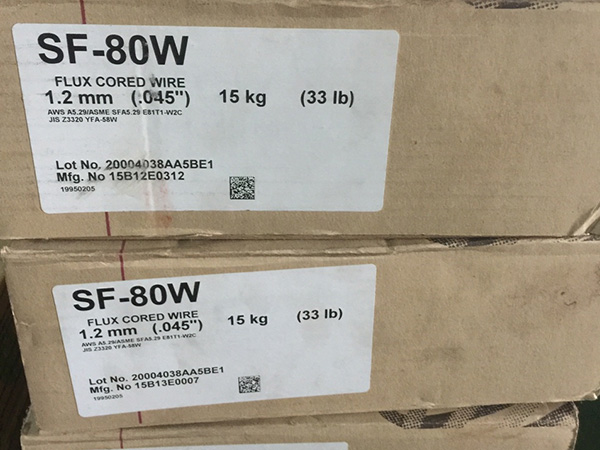 SF-80W
FLUX CORED WIRE
1.2 mm (.045") 15 kg (33 lb)
AWS A5.29/ASME SFA5.29 E81T1-W2C
JIS Z3320 YFA-58W
Lot No. 20004038AA5BE1
Mfg. No 15B12E0312
19950205
SF-80W
FLUX CORED WIRE
1.2 mm (.045") 15 kg (33 lb)
AWS A5.29/ASME SFA5.29 E81T1-W2C
JIS Z3320 YFA-58W
Lot No. 20004038AA5BE1
Mfg. No 15B13E0007
19950205